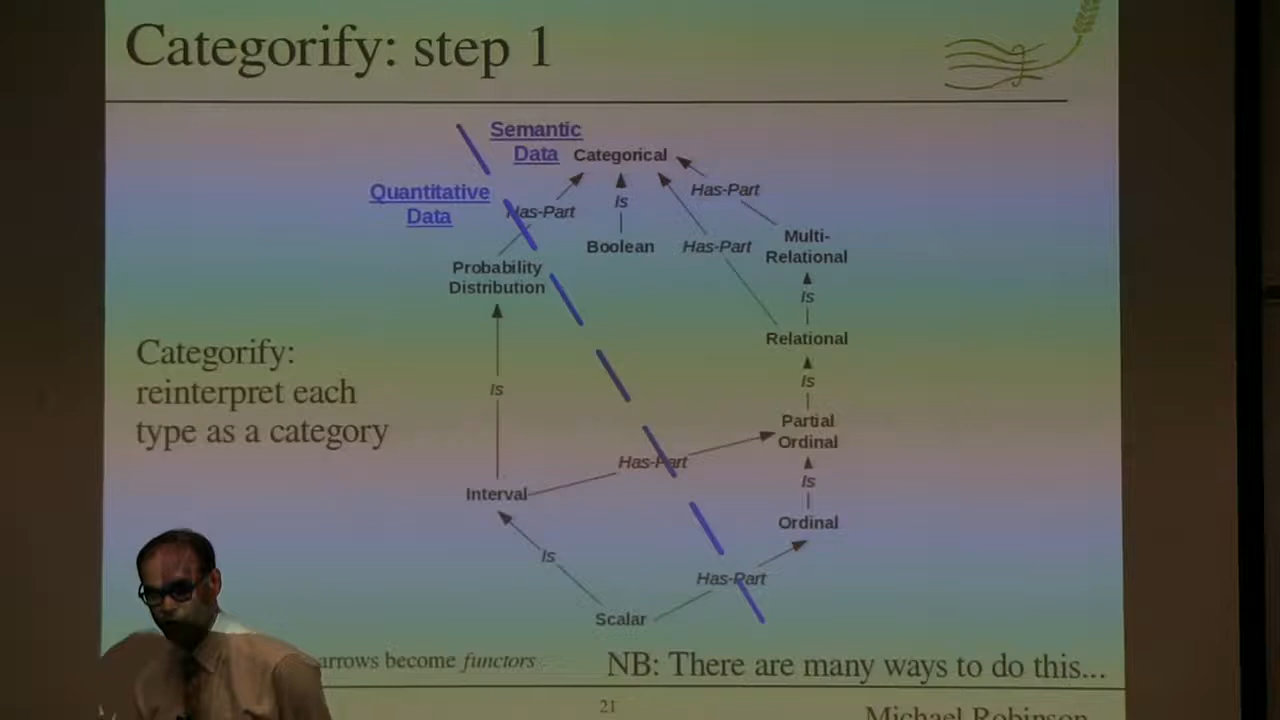 Categorify: step 1
Semantic
Data
Categorical
Quantitative
Data
Has-Part
Is
Has-Part
Boolean
Has-Part
Multi-
Relational
Probability
Distribution
Is
Relational
Categorify:
reinterpret each
type as a category
Is
Is
Partial
Ordinal
Has-Part
Is
Interval
Ordinal
Is
Has-Part
Scalar
arrows become functors
NB: There are many ways to do this...
21
Michael Robinson